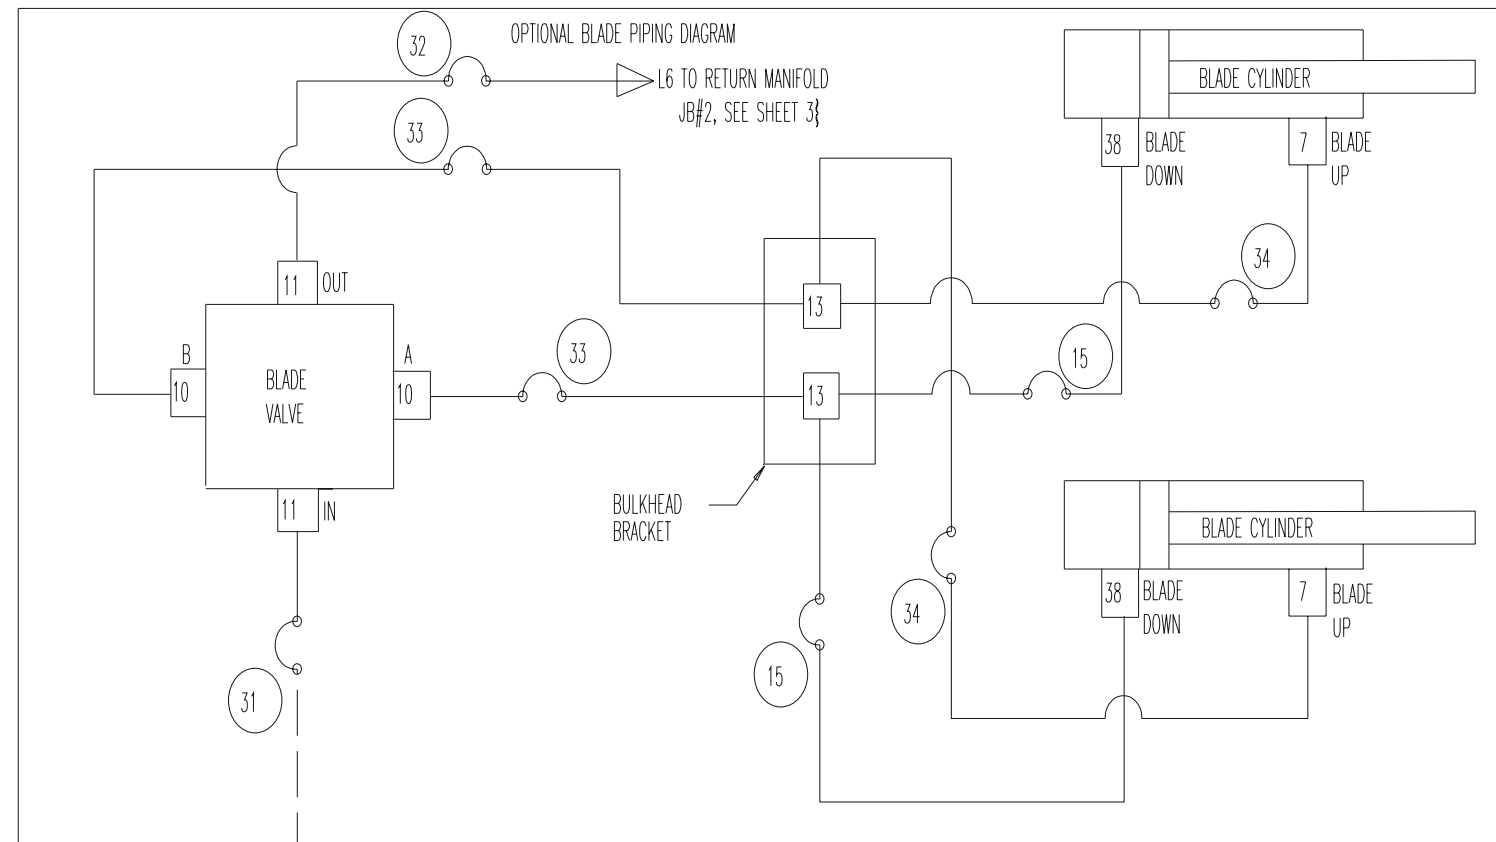 32
OPTIONAL BLADE PIPING DIAGRAM
L6 TO RETURN MANIFOLD
JB#2, SEE SHEET 3}
BLADE CYLINDER
33
38
BLADE
DOWN
7
BLADE
UP
34
11
OUT
13
B
10
BLADE
VALVE
A
10
33
13
15
11
IN
BULKHEAD
BRACKET
BLADE CYLINDER
38
BLADE
DOWN
7
BLADE
UP
34
15
31